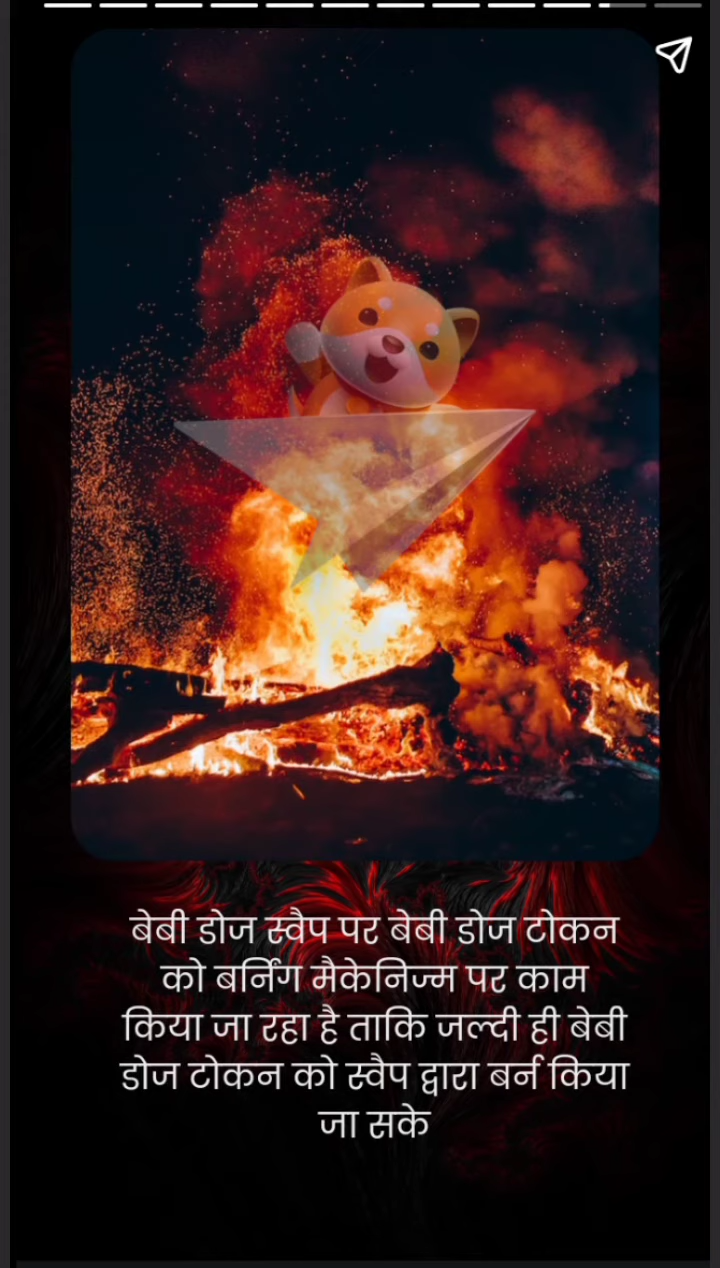 बेबी डोज स्वैप पर बेबी डोज टोकन
को बर्निंग मैकेनिज्म पर काम
किया जा रहा है ताकि जल्दी ही बेबी
डोज टोकन को स्वैप द्वारा बर्न किया
जा सके